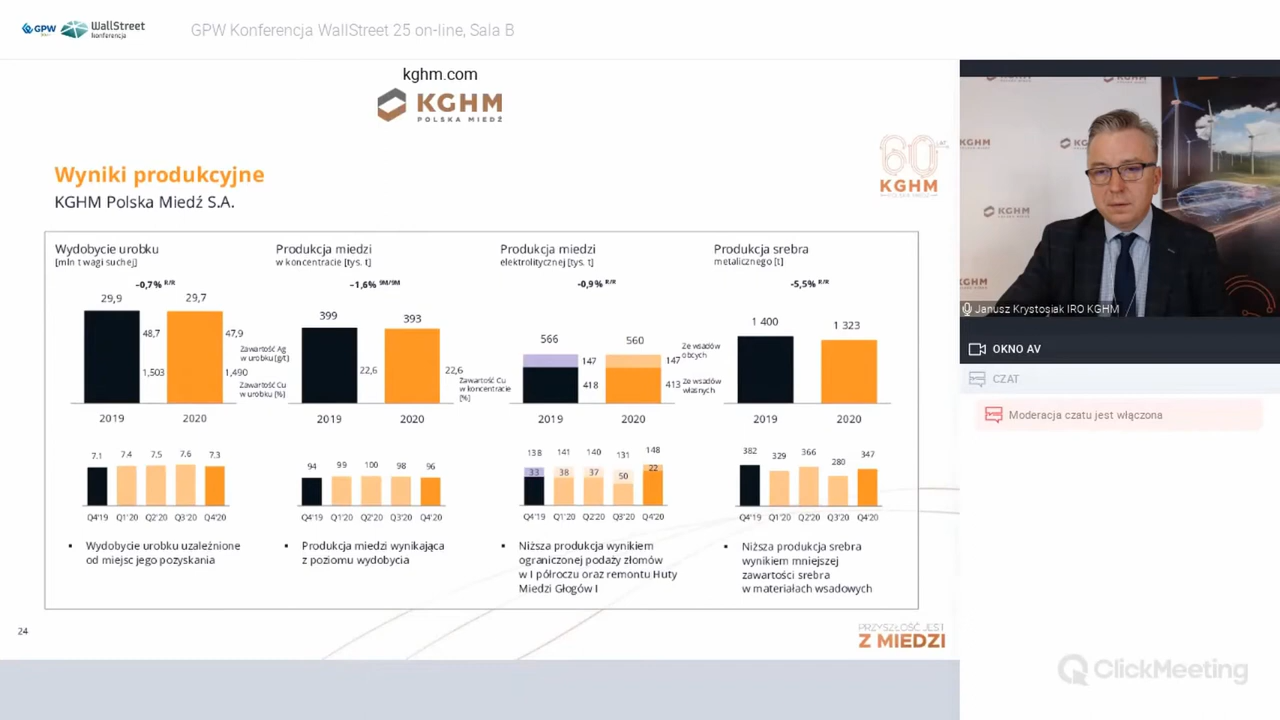 GPW
WallStreet
konferencja
GPW Konferencja WallStreet 25 on-line, Sala B
kghm.com
KGHM
POLSKA MIEDŹ
60 LAT
KGHM
Wyniki produkcyjne
KGHM Polska Miedź S.A.
Wydobycie urobku
[mln t wagi suchej]
-0,7% R/R
29,9
29,7
48,7
47,9
Zawartość Ag
w urobku [g/t]
1,503
1,490
Zawartość Cu
w urobku [%]
2019
2020
7.1
7.4
7.5
7.6
7.3
Q4'19
Q1'20
Q2'20
Q3'20
Q4'20
▪ Wydobycie urobku uzależnione
od miejsc jego pozyskania
Produkcja miedzi
w koncentracie [tys. t]
-1,6% 9M/9M
399
393
22,6
22,6
Zawartość Cu
w koncentracie
[%]
2019
2020
94
99
100
98
96
Q4'19
Q1'20
Q2'20
Q3'20
Q4'20
▪ Produkcja miedzi wynikająca
z poziomu wydobycia
Produkcja miedzi
elektrolitycznej [tys. t]
-0,9% R/R
566
560
147
147
Ze wsadów
obcych
418
413
Ze wsadów
własnych
2019
2020
138
141
140
131
148
33
38
37
50
22
Q4'19
Q1'20
Q2'20
Q3'20
Q4'20
▪ Niższa produkcja wynikiem
ograniczonej podaży złomów
w I półroczu oraz remontu Huty
Miedzi Głogów I
Produkcja srebra
metalicznego [t]
-5,5% R/R
1 400
1 323
2019
2020
382
329
366
280
347
Q4'19
Q1'20
Q2'20
Q3'20
Q4'20
▪ Niższa produkcja srebra
wynikiem mniejszej
zawartości srebra
w materiałach wsadowych
24
PRZYSZŁOŚĆ JEST
Z MIEDZI
KGHM
KGHM
KGHM
KGHM
Janusz Krystosiak IRO KGHM
OKNO AV
CZAT
Moderacja czatu jest włączona
ClickMeeting